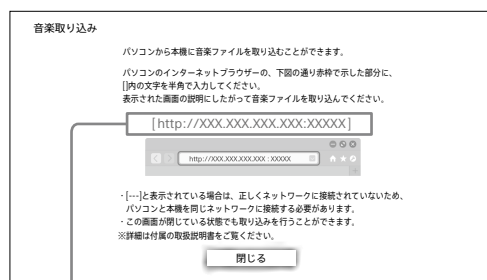 音楽取り込み
パソコンから本機に音楽ファイルを取り込むことができます。
パソコンのインターネットブラウザーの、下図の通り赤枠で示した部分に、
[]内の文字を半角で入力してください。
表示された画面の説明にしたがって音楽ファイルを取り込んでください。
[http://XXX.XXX.XXX.XXX:XXXXX]
http://XXX.XXX.XXX.XXX : XXXXX
・[---]と表示されている場合は、正しくネットワークに接続されていないため、
パソコンと本機を同じネットワークに接続する必要があります。
・この画面が閉じている状態でも取り込みを行うことができます。
※詳細は付属の取扱説明書をご覧ください。
閉じる